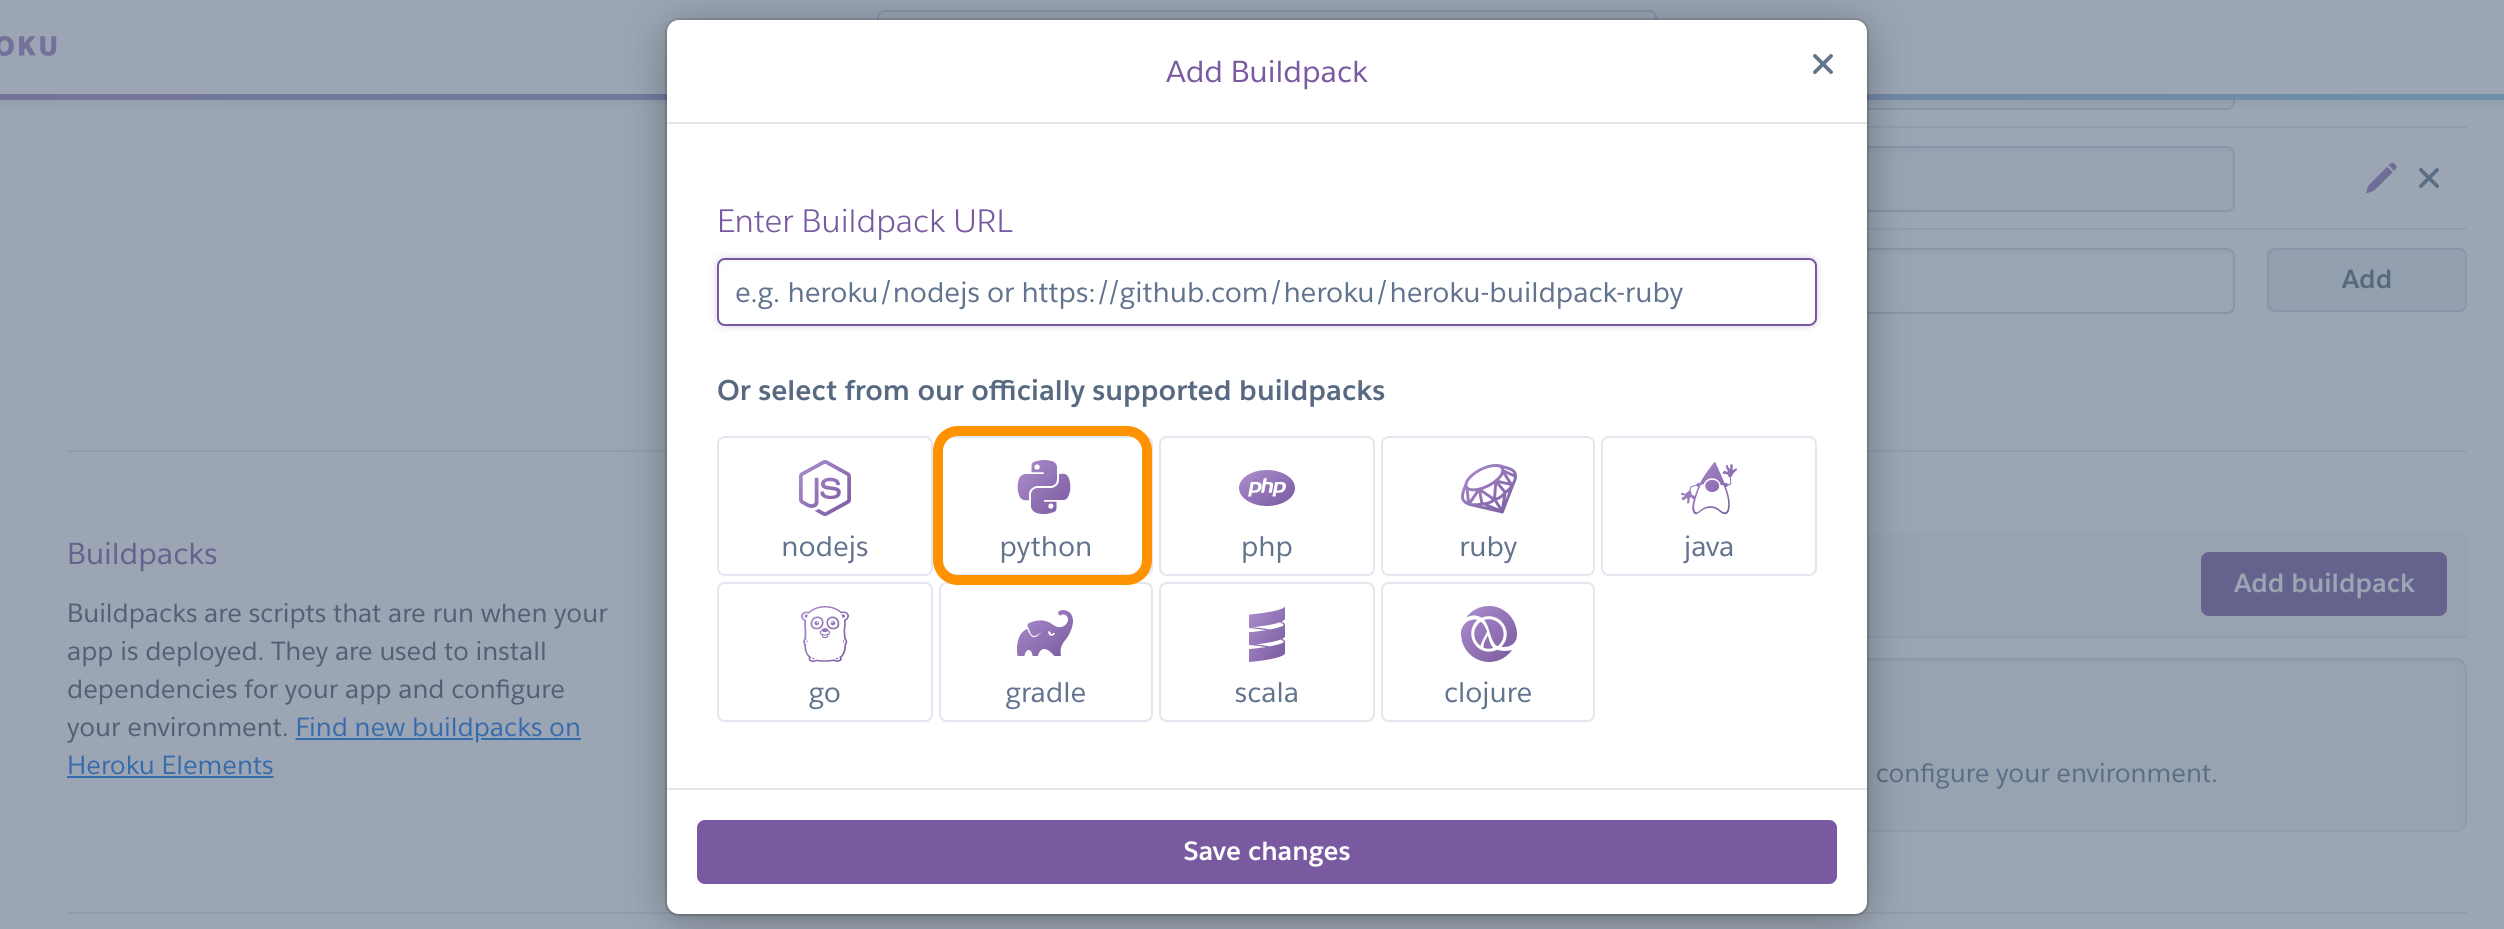 OKU
Add Buildpack
Enter Buildpack URL
e.g. heroku/nodejs or https://github.com/heroku/heroku-buildpack-ruby
Add
Or select from our officially supported buildpacks
JS
php
nodejs
python
php
ruby
java
go
gradle
scala
clojure
Buildpacks
Buildpacks are scripts that are run when your
app is deployed. They are used to install
dependencies for your app and configure
your environment. Find new buildpacks on
Heroku Elements
Add buildpack
configure your environment.
Save changes